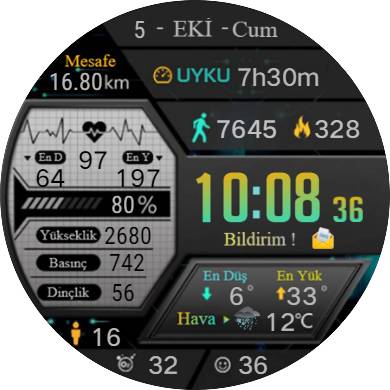 5 - EKİ - Cum
Mesafe
16.80km
UYKU 7h30m
7645 328
En D 97 En Y
64 197
80%
10:08 36
Bildirim !
Yükseklik 2680
Basınç 742
Dinçlik 56
En Düş En Yük
6° 33°
Hava 12°C
16
32 36